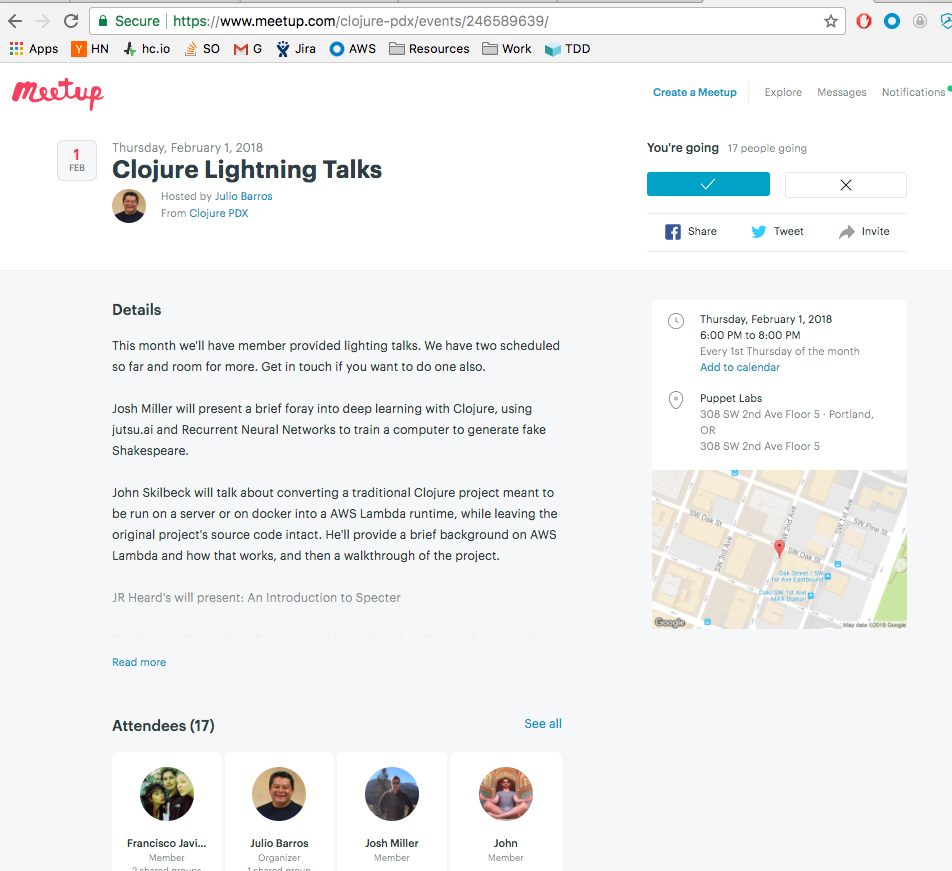 Secure https://www.meetup.com/clojure-pdx/events/246589639/
Apps HN hc.io SO G Jira AWS Resources Work TDD
Meetup
Create a Meetup Explore Messages Notifications
1
FEB
Thursday, February 1, 2018
Clojure Lightning Talks
Hosted by Julio Barros
From Clojure PDX
You're going 17 people going
Share Tweet Invite
Details
This month we'll have member provided lighting talks. We have two scheduled
so far and room for more. Get in touch if you want to do one also.
Josh Miller will present a brief foray into deep learning with Clojure, using
jutsu.ai and Recurrent Neural Networks to train a computer to generate fake
Shakespeare.
John Skilbeck will talk about converting a traditional Clojure project meant to
be run on a server or on docker into a AWS Lambda runtime, while leaving the
original project's source code intact. He'll provide a brief background on AWS
Lambda and how that works, and then a walkthrough of the project.
JR Heard's will present: An Introduction to Specter
Read more
Thursday, February 1, 2018
6:00 PM to 8:00 PM
Every 1st Thursday of the month
Add to calendar
Puppet Labs
308 SW 2nd Ave Floor 5 · Portland,
OR
308 SW 2nd Ave Floor 5
SW Oak St
SW 2nd Ave
SW 1st Ave
SW Pine St
SW 3rd Ave
SW Oak St
Oak Street / SW
1st Ave Eastbound
Oak/ SW 1st Ave
MAX Station
Google
Map data ©2018 Google
Attendees (17)
See all
Francisco Javi... Julio Barros Josh Miller John
Member Organizer Member Member
2 shared groups 1 shared group